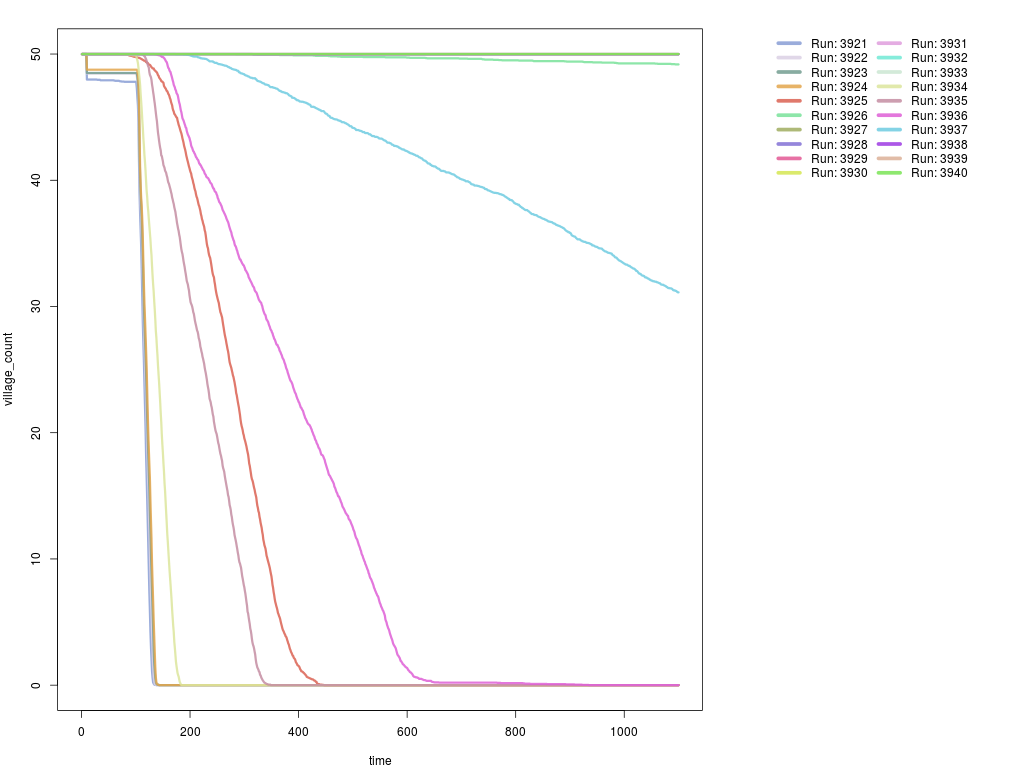 Run: 3921 Run: 3931
Run: 3922 Run: 3932
Run: 3923 Run: 3933
Run: 3924 Run: 3934
Run: 3925 Run: 3935
Run: 3926 Run: 3936
Run: 3927 Run: 3937
Run: 3928 Run: 3938
Run: 3929 Run: 3939
Run: 3930 Run: 3940
50
40
30
20
10
0
village_count
0 200 400 600 800 1000
time